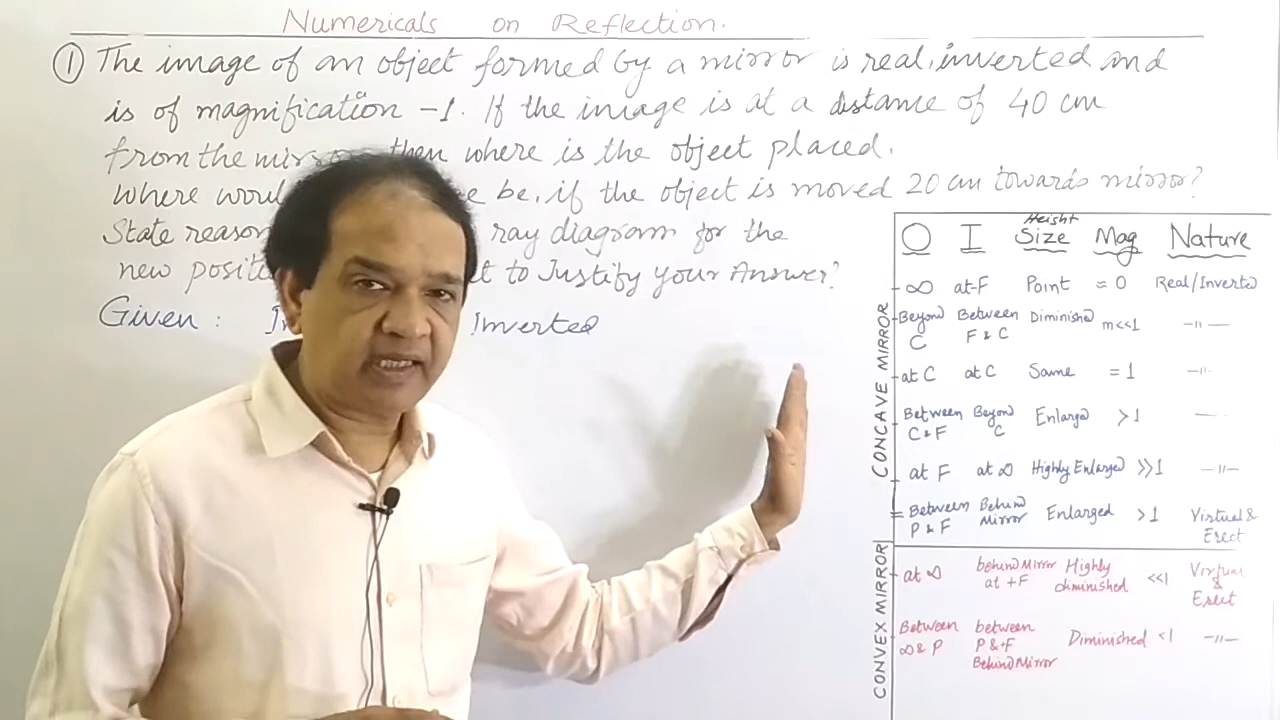 Numericals on Reflection.
① The image of an object formed by a mirror is real, inverted and
is of magnification -1. If the image is at a distance of 40 cm
from the mirror, then where is the object placed.
Where be, if the object is moved 20 cm towards mirror?
State ray diagram for the
new to Justify your Answer?
Given : Inverted
O I Height Size Mag Nature
CONCAVE MIRROR
∞ at-F Point ≈ 0 Real/Inverted
Beyond C Between F & C Diminished m<<1 -"-
at C at C Same = 1 -"-
Between C & F Beyond C Enlarged >1
at F at ∞ Highly Enlarged >>1 -"-
Between P & F Behind Mirror Enlarged >1 Virtual & Erect
CONVEX MIRROR
at ∞ behind Mirror at +F Highly diminished <<1 Virtual & Erect
Between ∞ & P between P & +F Behind Mirror Diminished <1 -"-